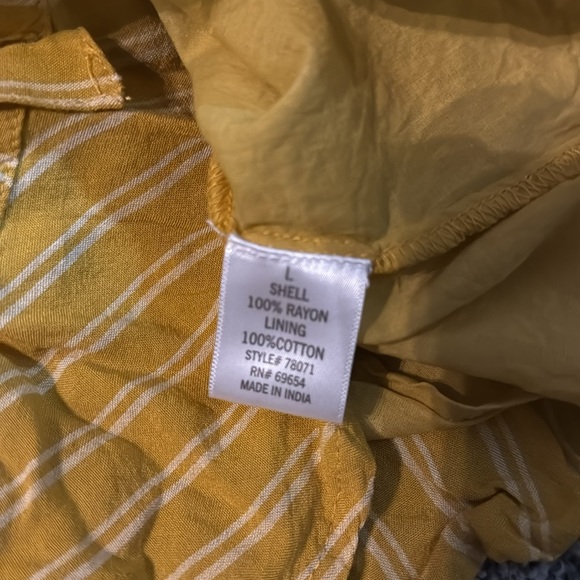 L
SHELL
100% RAYON
LINING
100%COTTON
STYLE# 78071
RN# 69654
MADE IN INDIA